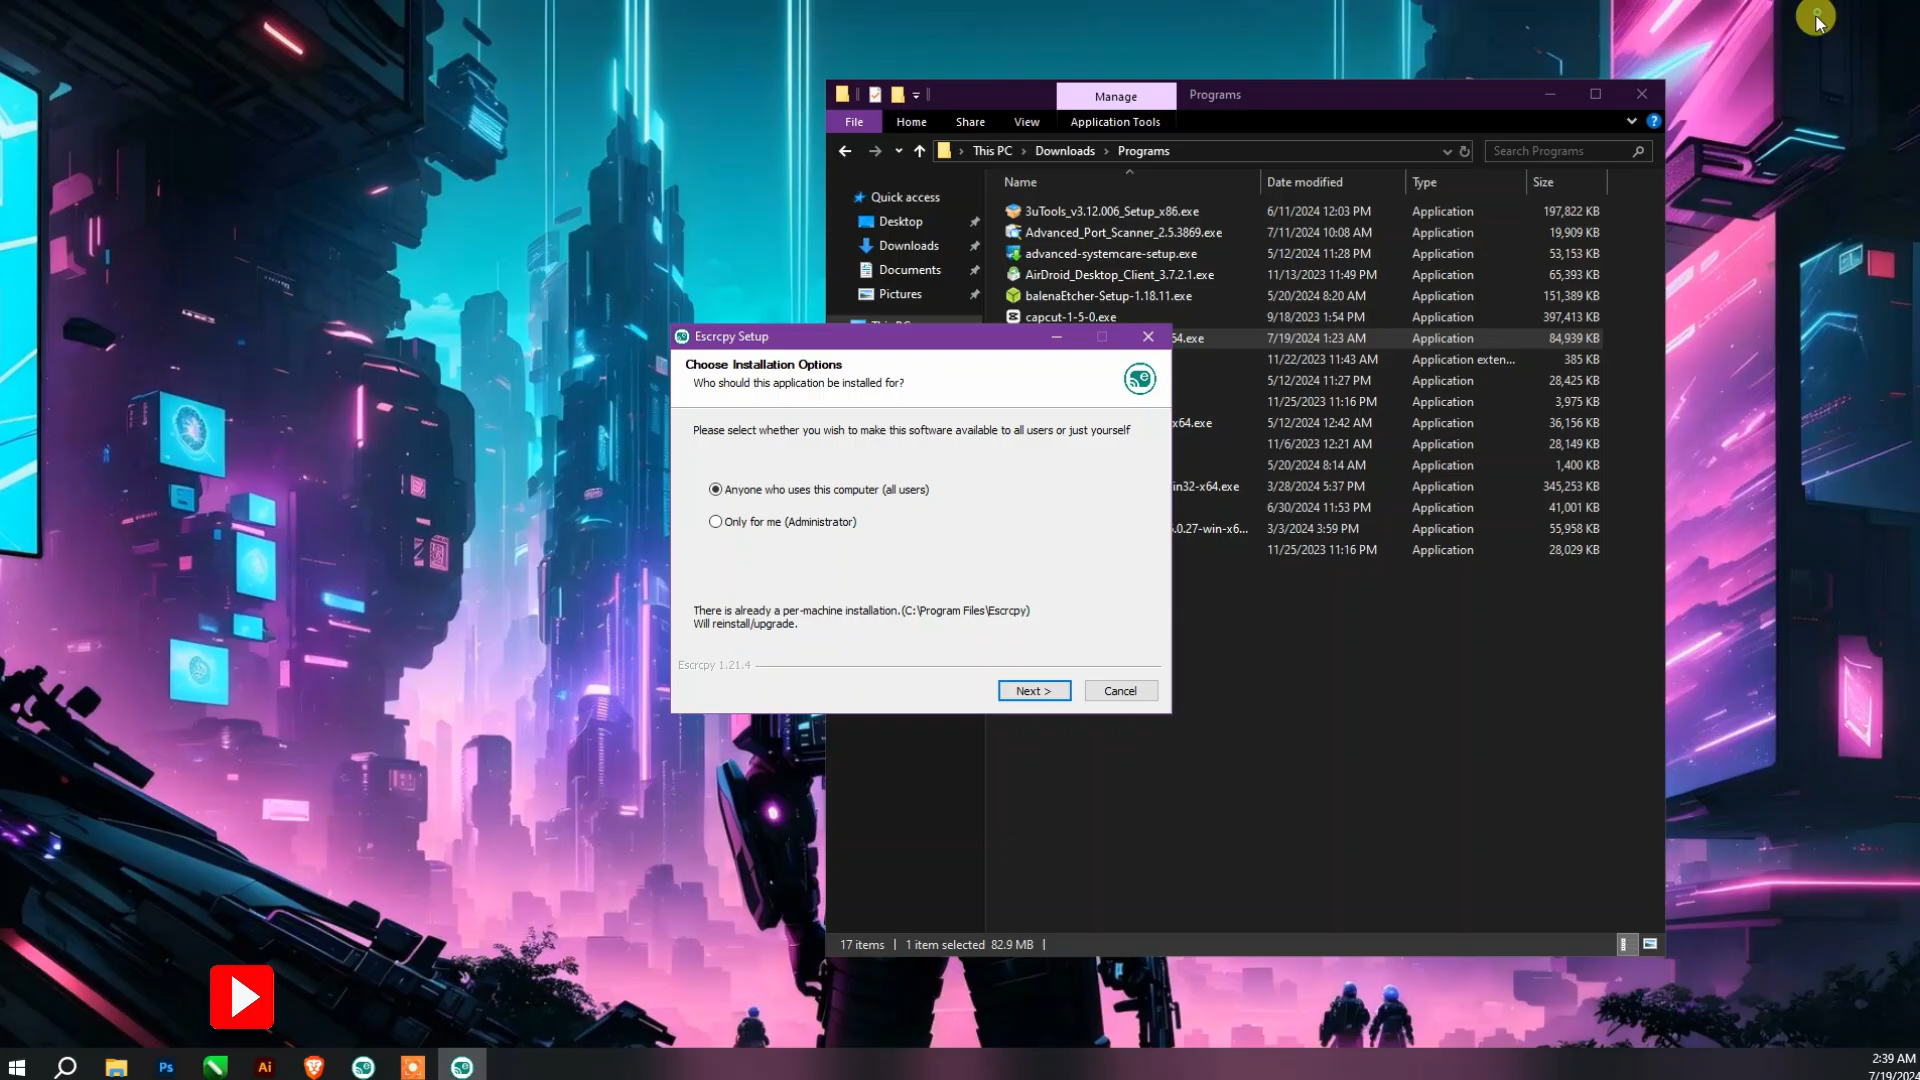 Manage
Programs
File
Home
Share
View
Application Tools
This PC
Downloads
Programs
Search Programs
Name
Date modified
Type
Size
Quick access
Desktop
Downloads
Documents
Pictures
3uTools_v3.12.006_Setup_x86.exe 6/11/2024 12:03 PM Application 197,822 KB
Advanced_Port_Scanner_2.5.3869.exe 7/11/2024 10:08 AM Application 19,909 KB
advanced-systemcare-setup.exe 5/12/2024 11:28 PM Application 53,153 KB
AirDroid_Desktop_Client_3.7.2.1.exe 11/13/2023 11:49 PM Application 65,393 KB
balenaEtcher-Setup-1.18.11.exe 5/20/2024 8:20 AM Application 151,389 KB
capcut-1-5-0.exe 9/18/2023 1:54 PM Application 397,413 KB
64.exe 7/19/2024 1:23 AM Application 84,939 KB
11/22/2023 11:43 AM Application exten... 385 KB
5/12/2024 11:27 PM Application 28,425 KB
11/25/2023 11:16 PM Application 3,975 KB
x64.exe 5/12/2024 12:42 AM Application 36,156 KB
11/6/2023 12:21 AM Application 28,149 KB
5/20/2024 8:14 AM Application 1,400 KB
in32-x64.exe 3/28/2024 5:37 PM Application 345,253 KB
6/30/2024 11:53 PM Application 41,001 KB
.0.27-win-x6... 3/3/2024 3:59 PM Application 55,958 KB
11/25/2023 11:16 PM Application 28,029 KB
17 items
1 item selected 82.9 MB
Escrcpy Setup
Choose Installation Options
Who should this application be installed for?
Please select whether you wish to make this software available to all users or just yourself
Anyone who uses this computer (all users)
Only for me (Administrator)
There is already a per-machine installation.(C:\Program Files\Escrcpy)
Will reinstall/upgrade.
Escrcpy 1.21.4
Next >
Cancel
Ps
Ai
2:39 AM
7/19/2024